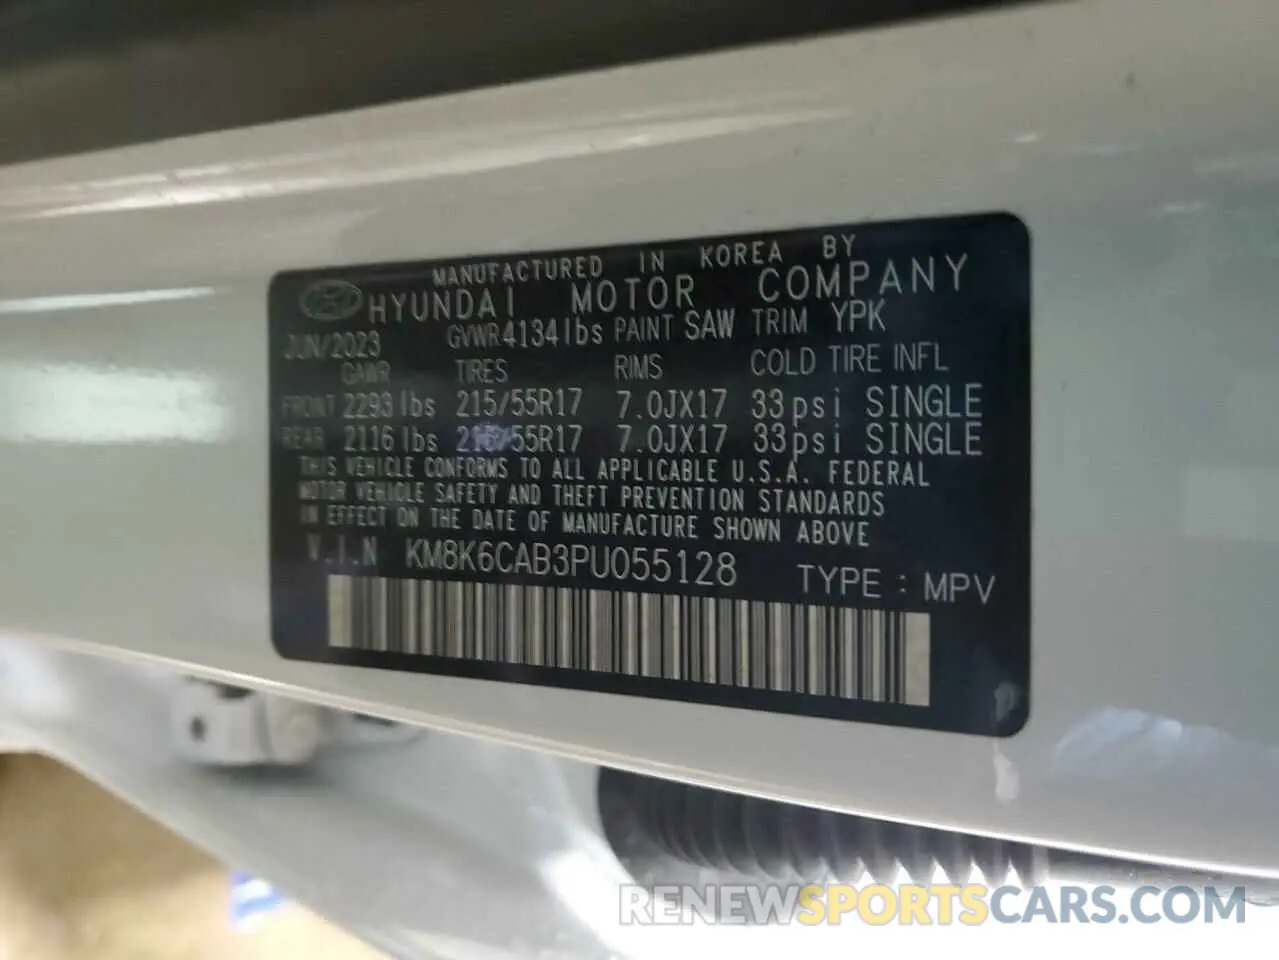 MANUFACTURED IN KOREA BY
HYUNDAI MOTOR COMPANY
JUN/2023 GVWR 4134lbs PAINT SAW TRIM YPK
GAWR TIRES RIMS COLD TIRE INFL
FRONT 2293lbs 215/55R17 7.0JX17 33psi SINGLE
REAR 2116lbs 215/55R17 7.0JX17 33psi SINGLE
THIS VEHICLE CONFORMS TO ALL APPLICABLE U.S.A. FEDERAL
MOTOR VEHICLE SAFETY AND THEFT PREVENTION STANDARDS
IN EFFECT ON THE DATE OF MANUFACTURE SHOWN ABOVE
V.I.N KM8K6CAB3PU055128 TYPE : MPV
RENEWSPORTSCARS.COM